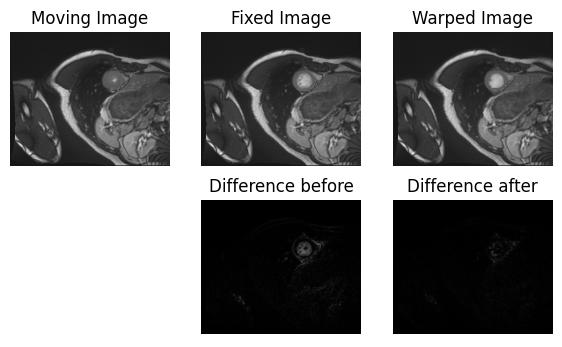 Moving Image
Fixed Image
Warped Image
Difference before
Difference after